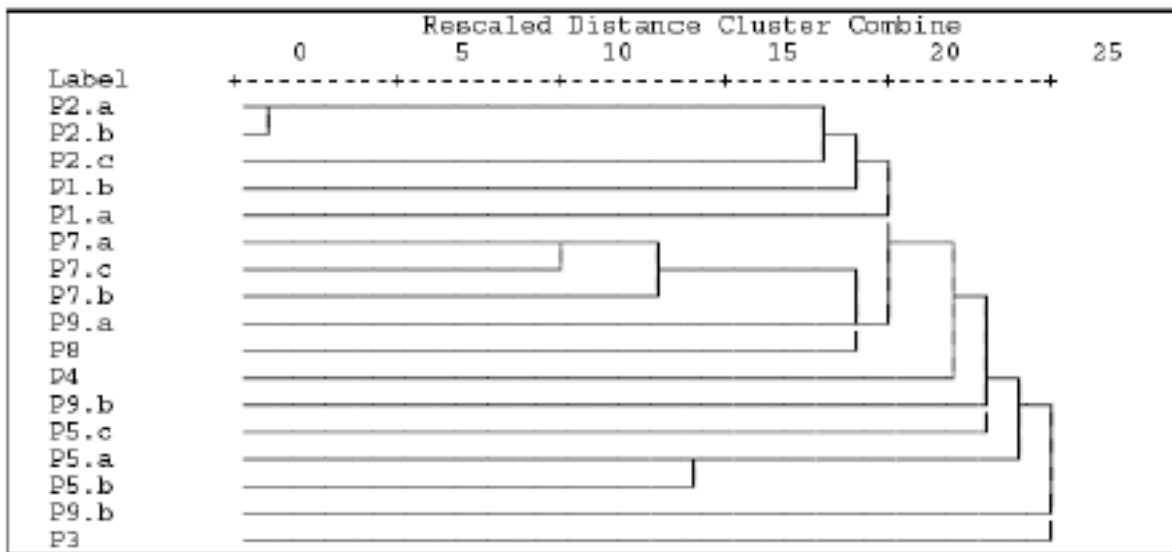 Rescaled Distance Cluster Combine
0 5 10 15 20 25
Label +---------+---------+---------+---------+---------+
P2.a
P2.b
P2.c
P1.b
P1.a
P7.a
P7.c
P7.b
P9.a
P8
P4
P9.b
P5.c
P5.a
P5.b
P9.b
P3